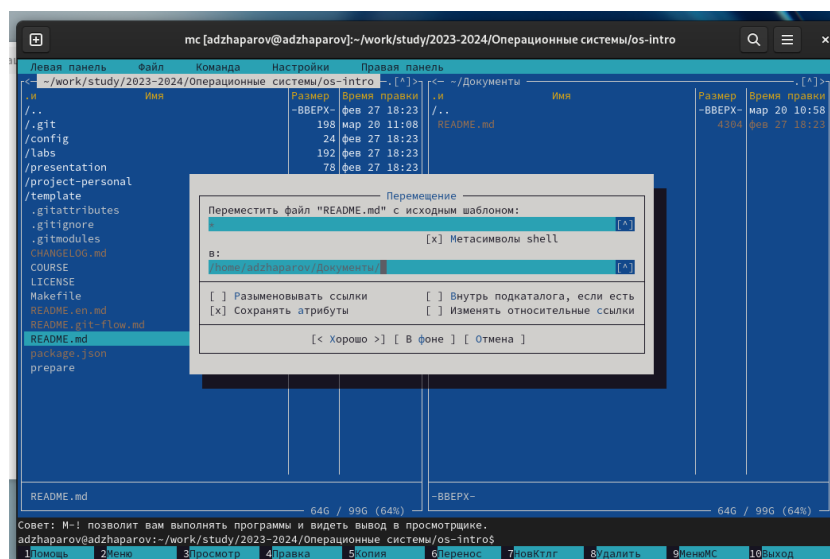 mc [adzhaparov@adzhaparov]:~/work/study/2023-2024/Операционные системы/os-intro
Левая панель Файл Команда Настройки Правая панель
<— ~/work/study/2023-2024/Операционные системы/os-intro —.[^]> <— ~/Документы —.[^]>
.и Имя Размер Время правки .и Имя Размер Время правки
/.. -ВВЕРХ- фев 27 18:23 /.. -ВВЕРХ- мар 20 10:58
/.git 198 мар 20 11:08 README.md 4304 фев 27 18:23
/config 24 фев 27 18:23
/labs 192 фев 27 18:23
/presentation 78 фев 27 18:23
/project-personal
/template
.gitattributes
.gitignore
.gitmodules
CHANGELOG.md
COURSE
LICENSE
Makefile
README.en.md
README.git-flow.md
README.md
package.json
prepare
Перемещение
Переместить файл "README.md" с исходным шаблоном:
* [^]
[x] Метасимволы shell
в:
/home/adzhaparov/Документы/ [^]
[ ] Разыменовывать ссылки [ ] Внутрь подкаталога, если есть
[x] Сохранять атрибуты [ ] Изменять относительные ссылки
[< Хорошо >] [ В фоне ] [ Отмена ]
README.md -ВВЕРХ-
64G / 99G (64%) 64G / 99G (64%)
Совет: M-! позволит вам выполнять программы и видеть вывод в просмотрщике.
adzhaparov@adzhaparov:~/work/study/2023-2024/Операционные системы/os-intro$
1Помощь 2Меню 3Просмотр 4Правка 5Копия 6Перенос 7НовКтлг 8Удалить 9МенюMC 10Выход